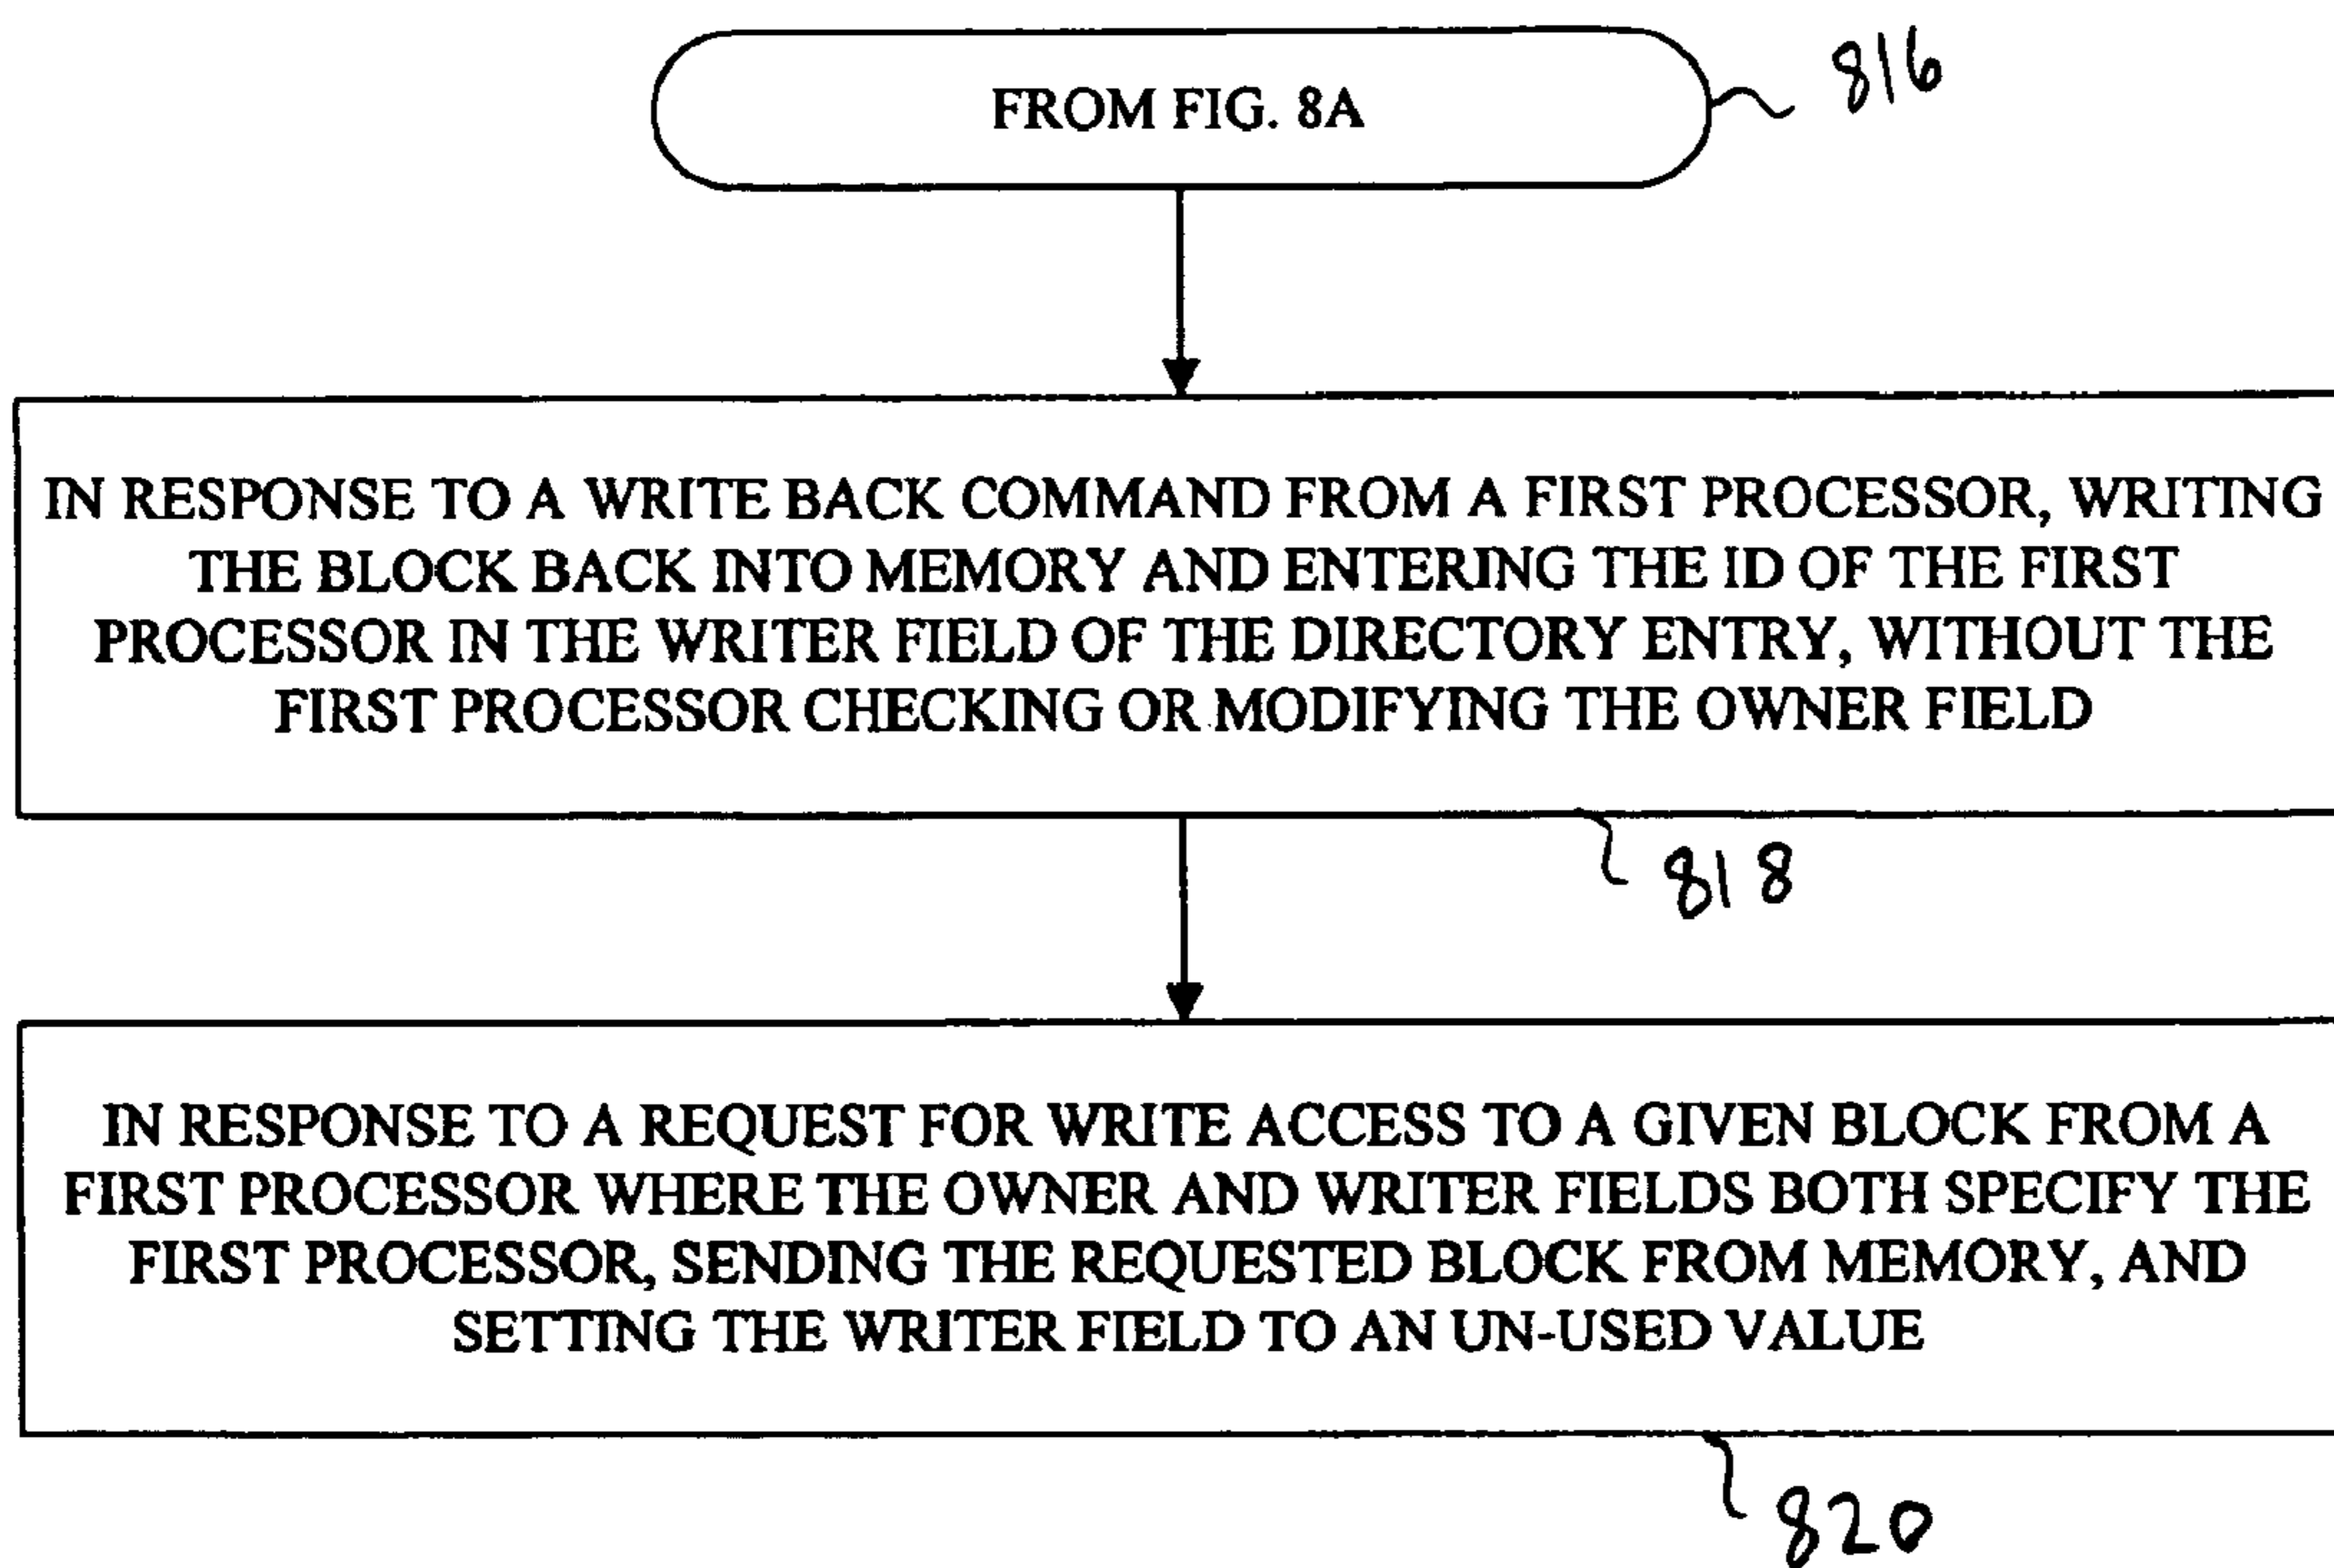 FROM FIG. 8A
816
IN RESPONSE TO A WRITE BACK COMMAND FROM A FIRST PROCESSOR, WRITING
THE BLOCK BACK INTO MEMORY AND ENTERING THE ID OF THE FIRST
PROCESSOR IN THE WRITER FIELD OF THE DIRECTORY ENTRY, WITHOUT THE
FIRST PROCESSOR CHECKING OR MODIFYING THE OWNER FIELD
818
IN RESPONSE TO A REQUEST FOR WRITE ACCESS TO A GIVEN BLOCK FROM A
FIRST PROCESSOR WHERE THE OWNER AND WRITER FIELDS BOTH SPECIFY THE
FIRST PROCESSOR, SENDING THE REQUESTED BLOCK FROM MEMORY, AND
SETTING THE WRITER FIELD TO AN UN-USED VALUE
820